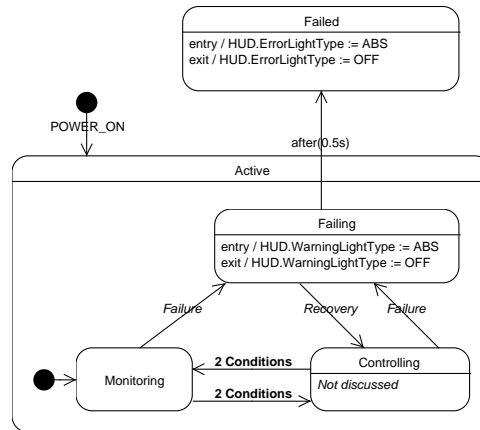 Failed
entry / HUD.ErrorLightType := ABS
exit / HUD.ErrorLightType := OFF
POWER_ON
after(0.5s)
Active
Failing
entry / HUD.WarningLightType := ABS
exit / HUD.WarningLightType := OFF
Failure
Recovery
Failure
Monitoring
2 Conditions
2 Conditions
Controlling
Not discussed